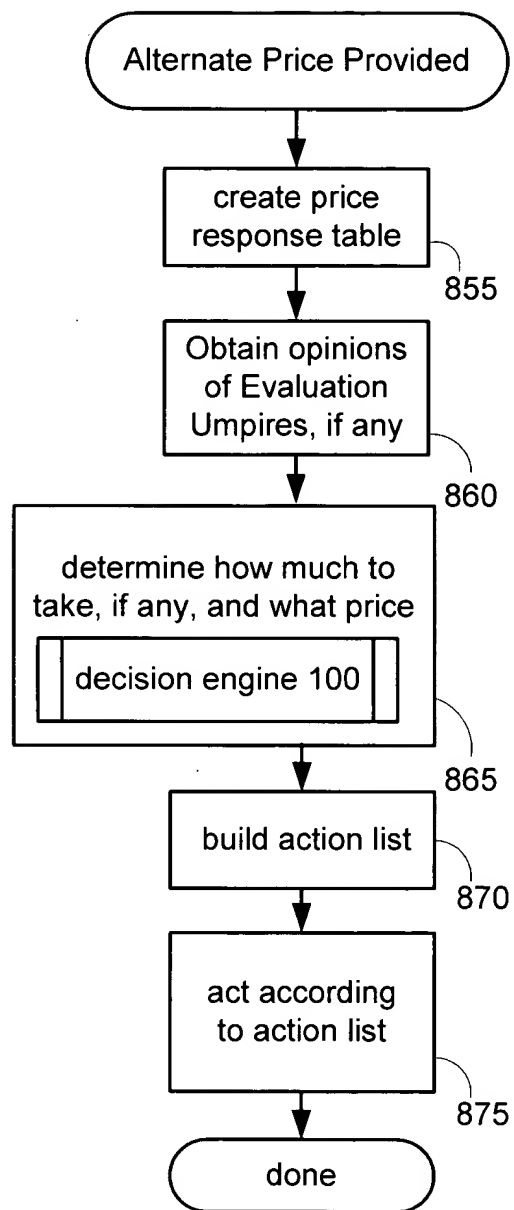 Alternate Price Provided
create price
response table
855
Obtain opinions
of Evaluation
Umpires, if any
860
determine how much to
take, if any, and what price
decision engine 100
865
build action list
870
act according
to action list
875
done